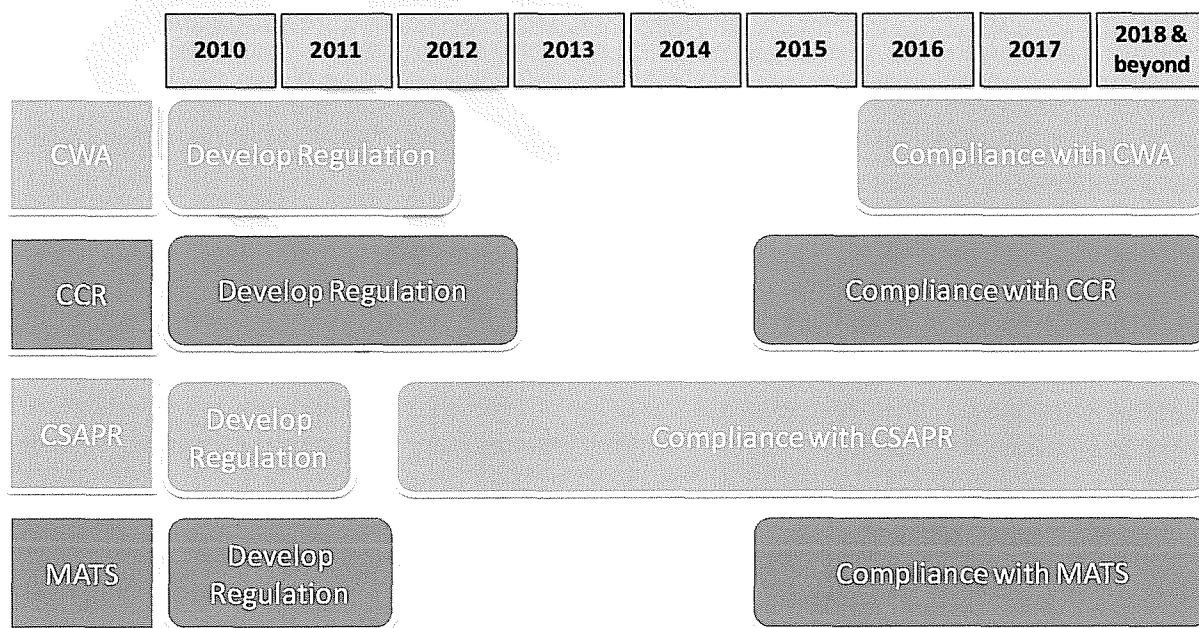 2010 2011 2012 2013 2014 2015 2016 2017 2018 &
beyond
CWA Develop Regulation Compliance with CWA
CCR Develop Regulation Compliance with CCR
CSAPR Develop
Regulation Compliance with CSAPR
MATS Develop
Regulation Compliance with MATS